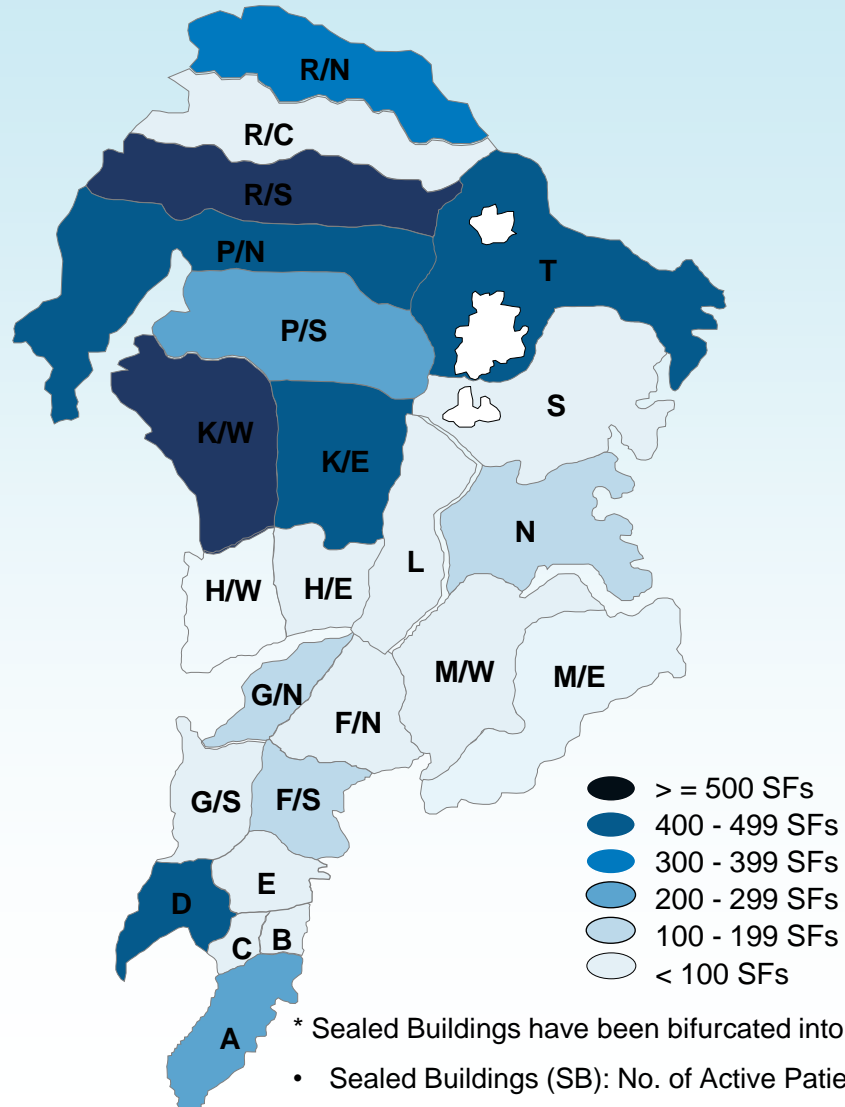 R/N
R/C
R/S
P/N
T
P/S
S
K/W
K/E
N
L
H/W
H/E
M/W
M/E
G/N
F/N
G/S
F/S
E
D
B
C
A
> = 500 SFs
400 - 499 SFs
300 - 399 SFs
200 - 299 SFs
100 - 199 SFs
< 100 SFs
* Sealed Buildings have been bifurcated into
• Sealed Buildings (SB): No. of Active Patie